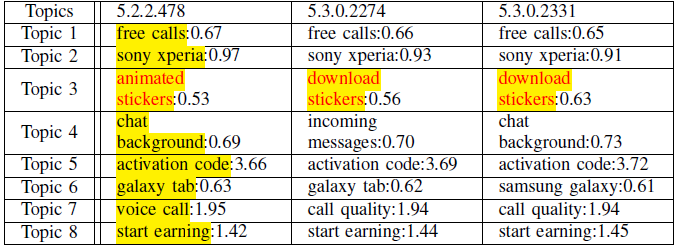 Topics 5.2.2.478 5.3.0.2274 5.3.0.2331
Topic 1 free calls:0.67 free calls:0.66 free calls:0.65
Topic 2 sony xperia:0.97 sony xperia:0.93 sony xperia:0.91
Topic 3 animated stickers:0.53 download stickers:0.56 download stickers:0.63
Topic 4 chat background:0.69 incoming messages:0.70 chat background:0.73
Topic 5 activation code:3.66 activation code:3.69 activation code:3.72
Topic 6 galaxy tab:0.63 galaxy tab:0.62 samsung galaxy:0.61
Topic 7 voice call:1.95 call quality:1.94 call quality:1.94
Topic 8 start earning:1.42 start earning:1.44 start earning:1.45